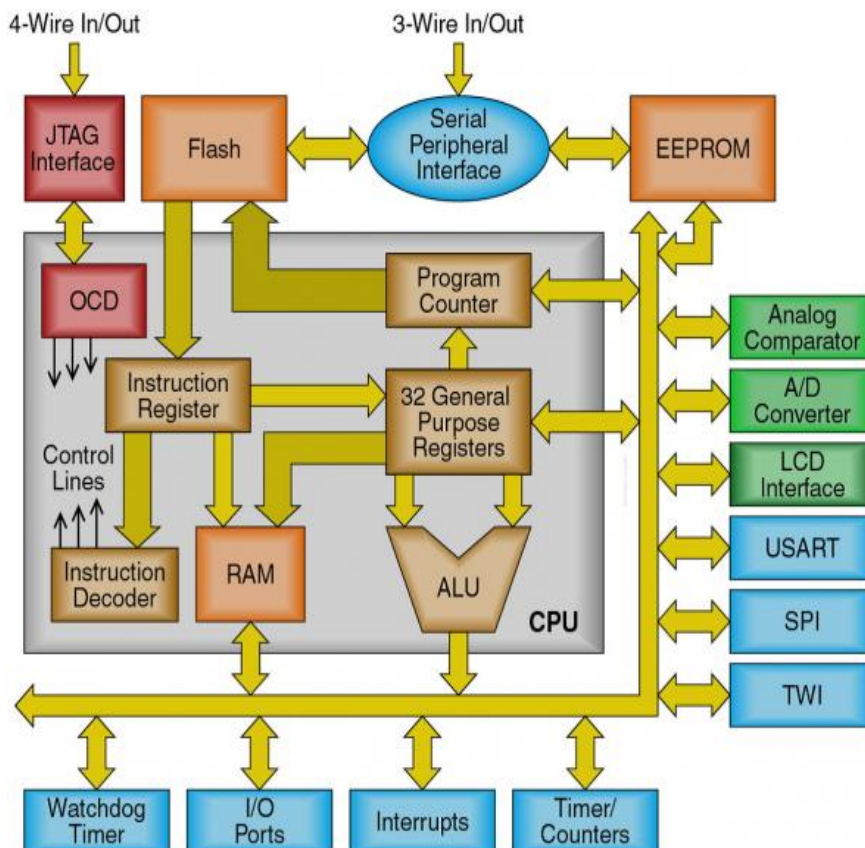 4-Wire In/Out
3-Wire In/Out
JTAG
Interface
Flash
Serial
Peripheral
Interface
EEPROM
OCD
Program
Counter
Analog
Comparator
Instruction
Register
32 General
Purpose
Registers
A/D
Converter
Control
Lines
LCD
Interface
Instruction
Decoder
RAM
ALU
CPU
USART
SPI
TWI
Watchdog
Timer
I/O
Ports
Interrupts
Timer/
Counters